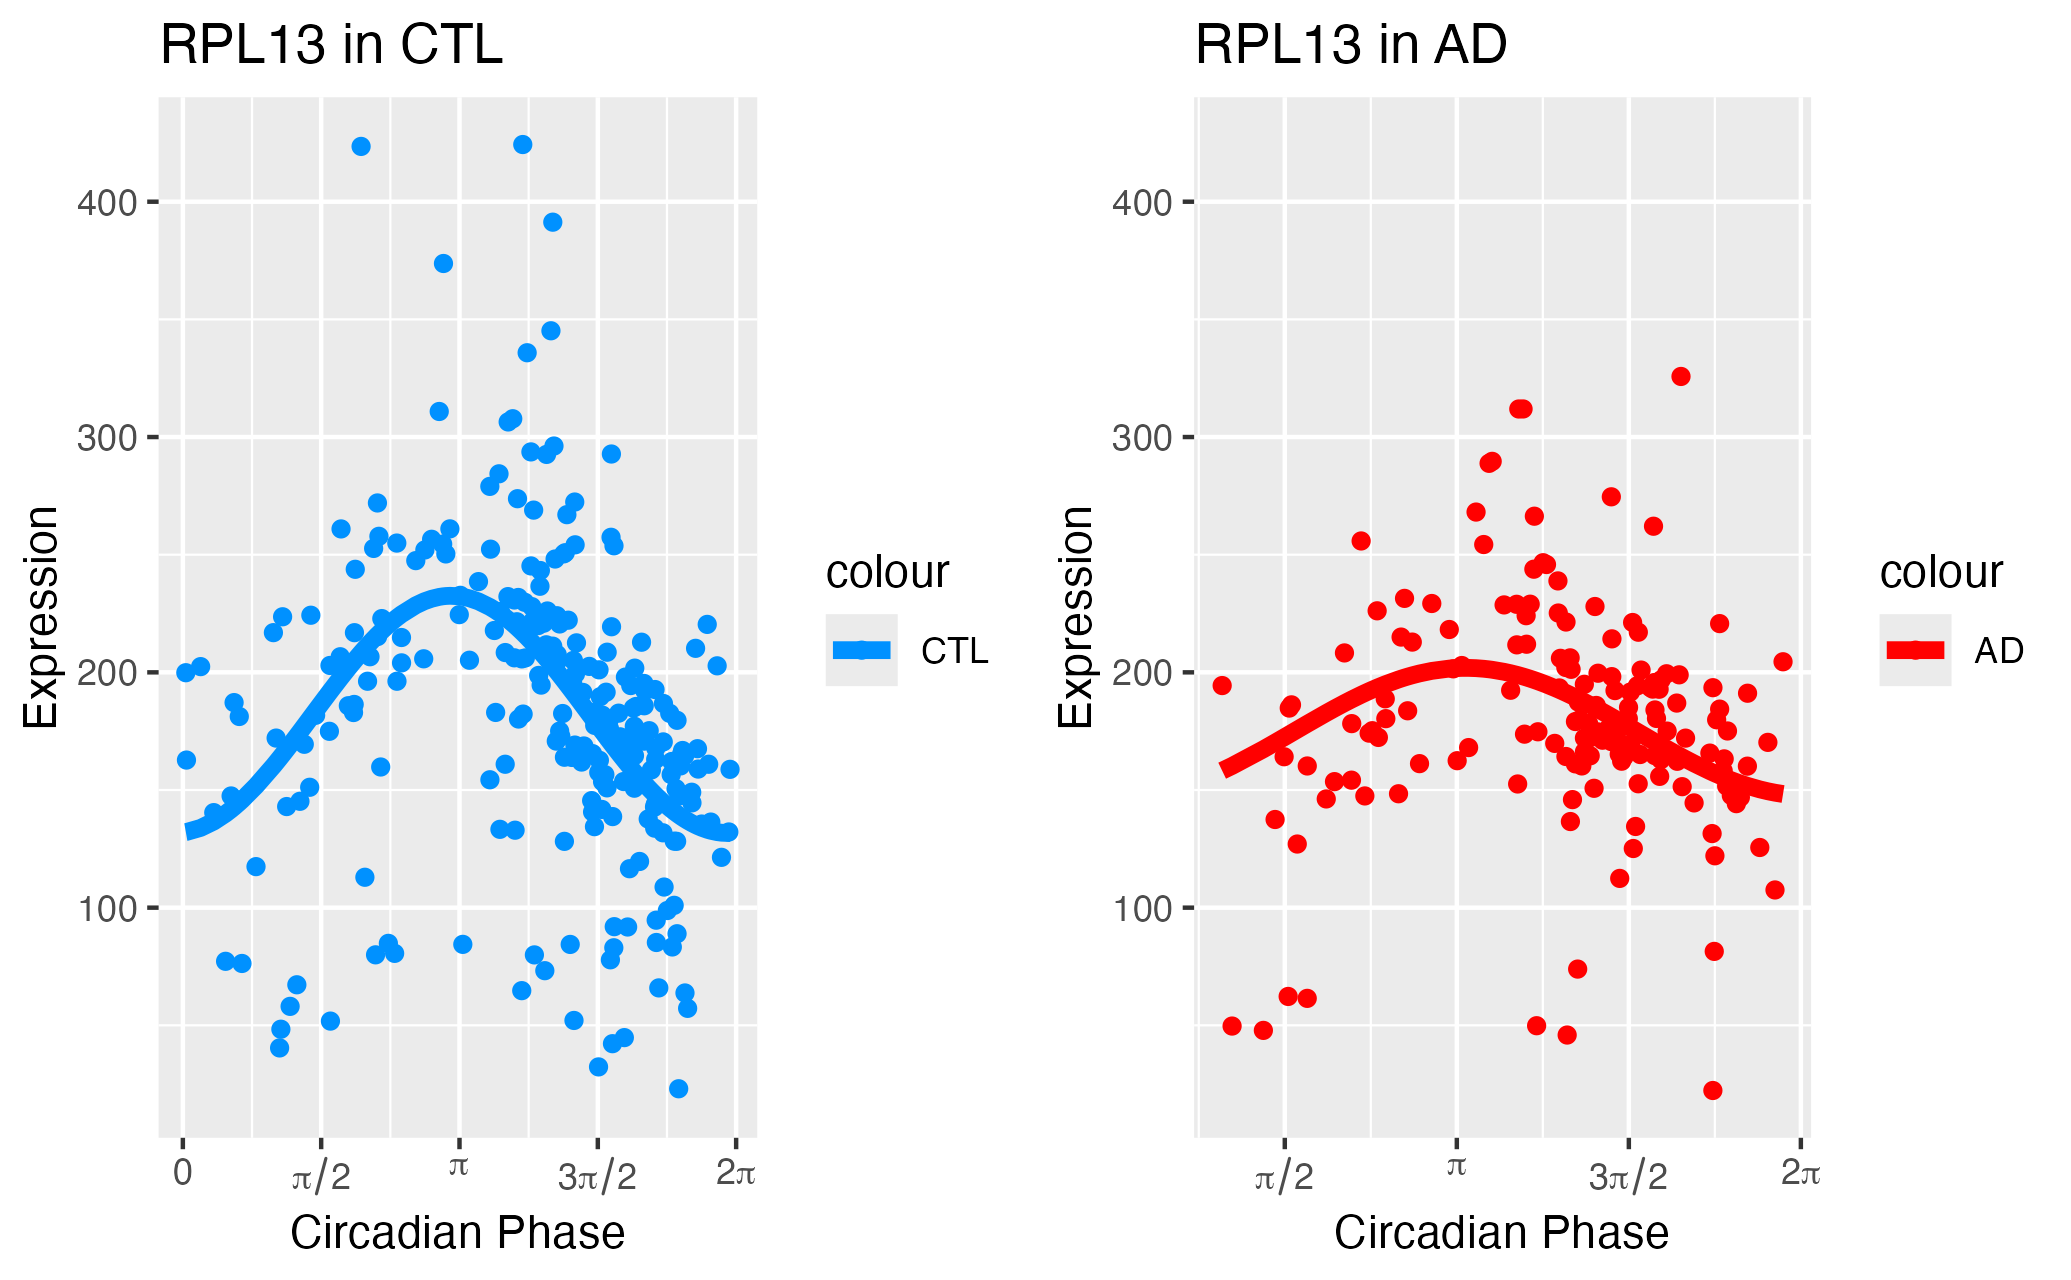 RPL13 in CTL
400
300
200
100
Expression
0 π/2 π 3π/2 2π
Circadian Phase
colour
CTL
RPL13 in AD
400
300
200
100
Expression
π/2 π 3π/2 2π
Circadian Phase
colour
AD